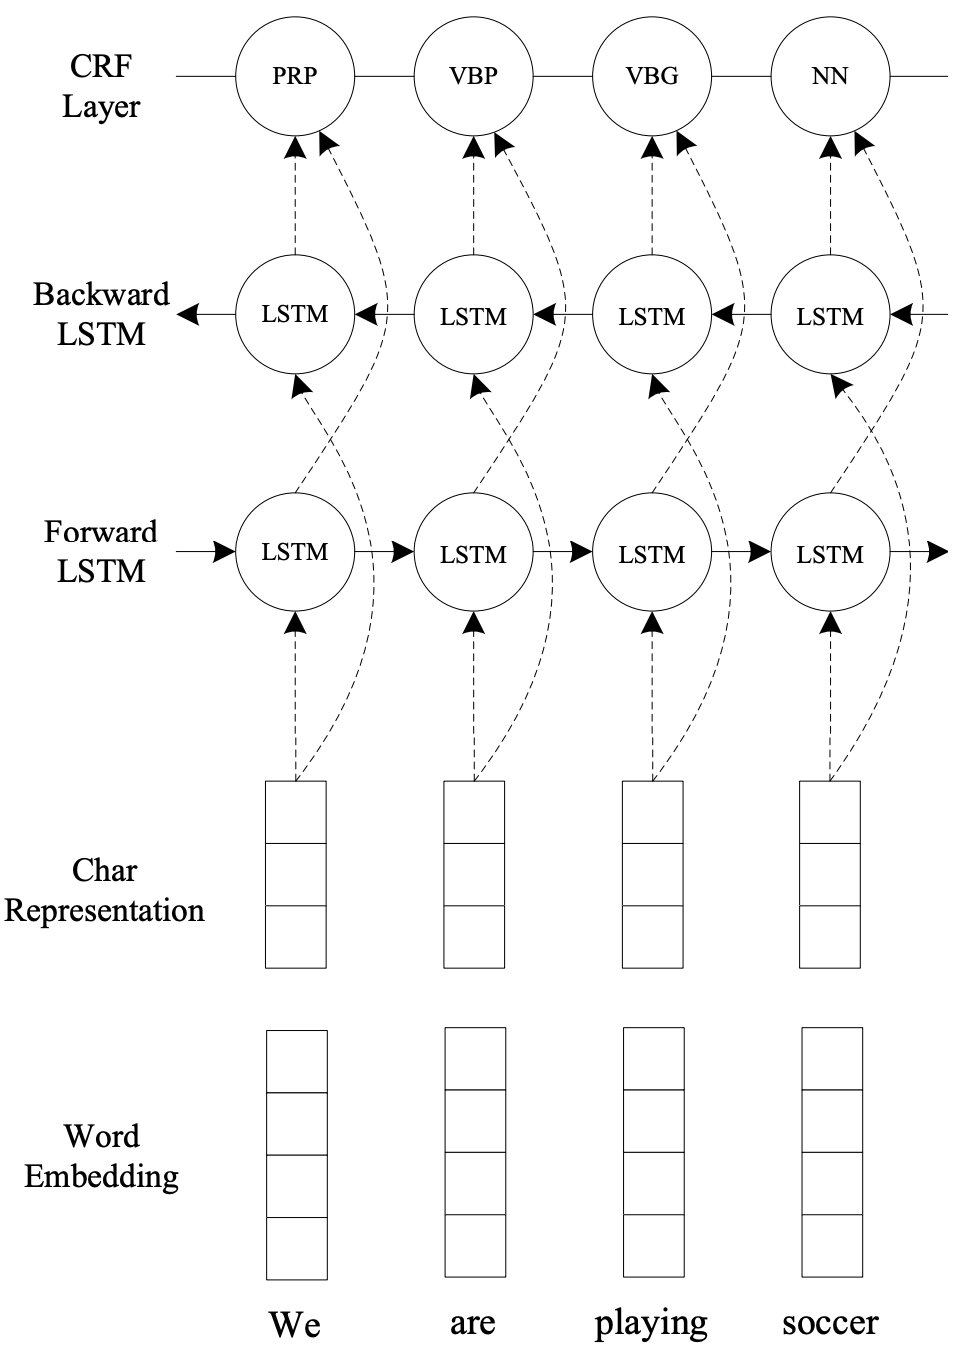 CRF
Layer
PRP VBP VBG NN
Backward
LSTM
LSTM LSTM LSTM LSTM
Forward
LSTM
LSTM LSTM LSTM LSTM
Char
Representation
Word
Embedding
We are playing soccer